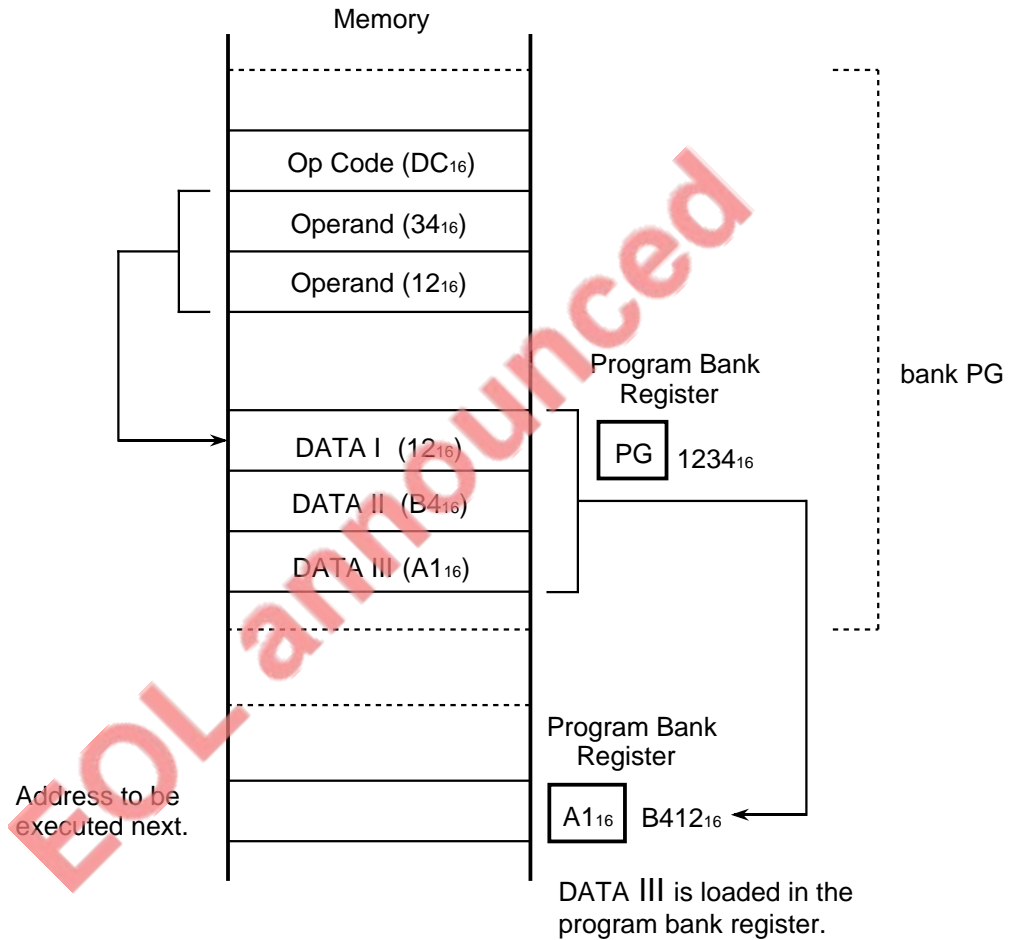 Memory
Op Code (DC16)
Operand (3416)
Operand (1216)
Program Bank
Register
bank PG
DATA I (1216)
PG 123416
DATA II (B416)
DATA III (A116)
EOL announced
Program Bank
Register
Address to be
executed next.
A116 B41216
DATA III is loaded in the
program bank register.